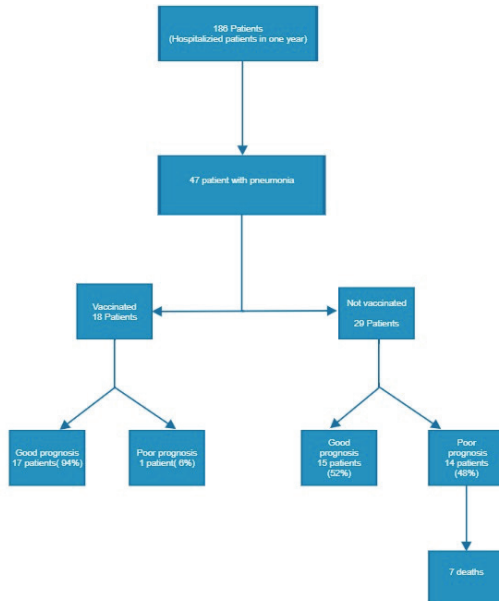 186 Patients
(Hospitalizied patients in one year)
47 patient with pneumonia
Vaccinated
18 Patients
Not vaccinated
29 Patients
Good prognosis
17 patients( 94%)
Poor prognosis
1 patient( 6%)
Good
prognosis
15 patients
(52%)
Poor
prognosis
14 patients
(48%)
7 deaths